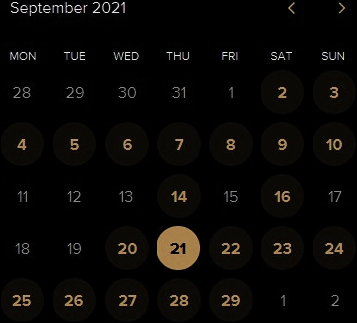 September 2021
MON TUE WED THU FRI SAT SUN
28 29 30 31 1 2 3
4 5 6 7 8 9 10
11 12 13 14 15 16 17
18 19 20 21 22 23 24
25 26 27 28 29 1 2